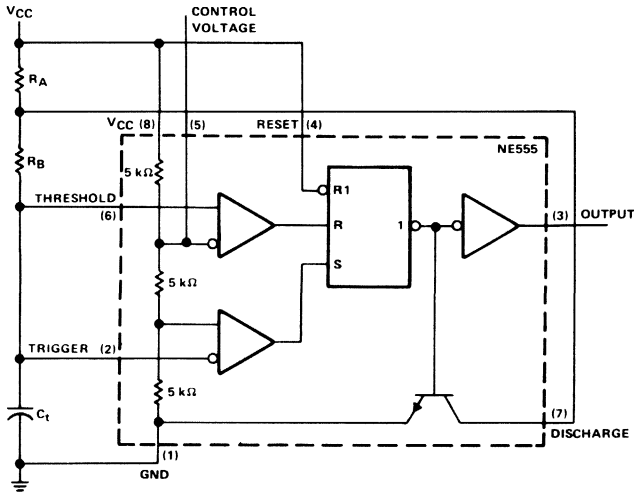 VCC
CONTROL
VOLTAGE
RA
VCC (8)
(5)
RESET (4)
NE555
RB
5 kΩ
THRESHOLD
(6)
R1
R
1
S
(3) OUTPUT
5 kΩ
TRIGGER (2)
5 kΩ
Ct
(7)
DISCHARGE
(1)
GND